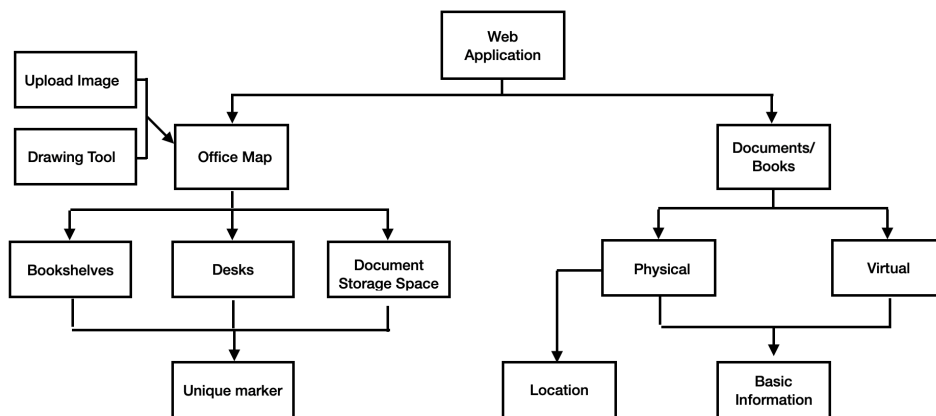 Web
Application
Upload Image
Drawing Tool
Office Map
Documents/
Books
Bookshelves
Desks
Document
Storage Space
Physical
Virtual
Unique marker
Location
Basic
Information